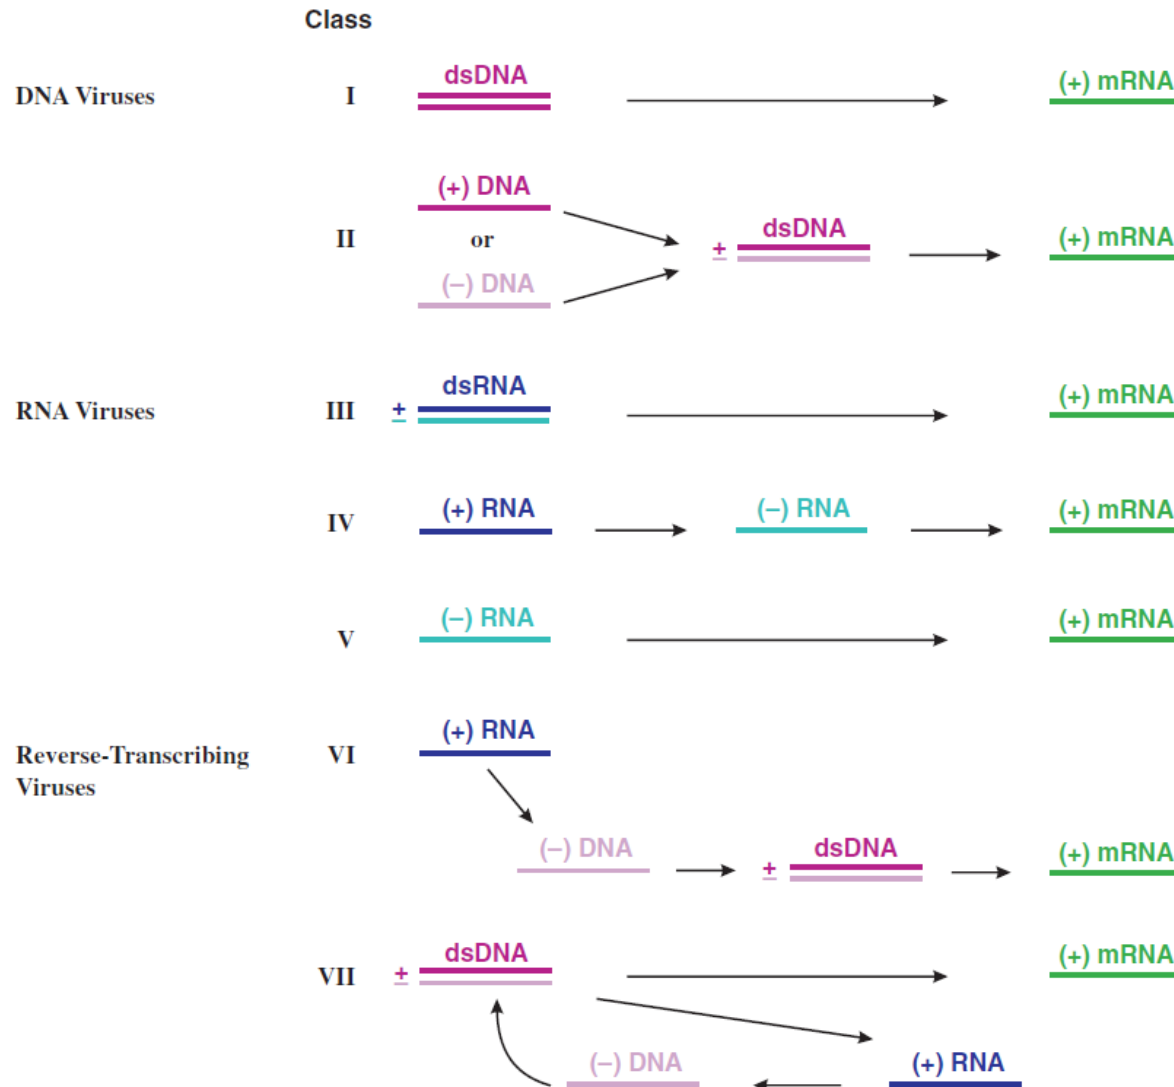 Class
DNA Viruses
I
dsDNA
(+) mRNA
II
(+) DNA
or
(–) DNA
± dsDNA
(+) mRNA
RNA Viruses
III
± dsRNA
(+) mRNA
IV
(+) RNA
(–) RNA
(+) mRNA
V
(–) RNA
(+) mRNA
Reverse-Transcribing
Viruses
VI
(+) RNA
(–) DNA
± dsDNA
(+) mRNA
VII
± dsDNA
(+) mRNA
(–) DNA
(+) RNA